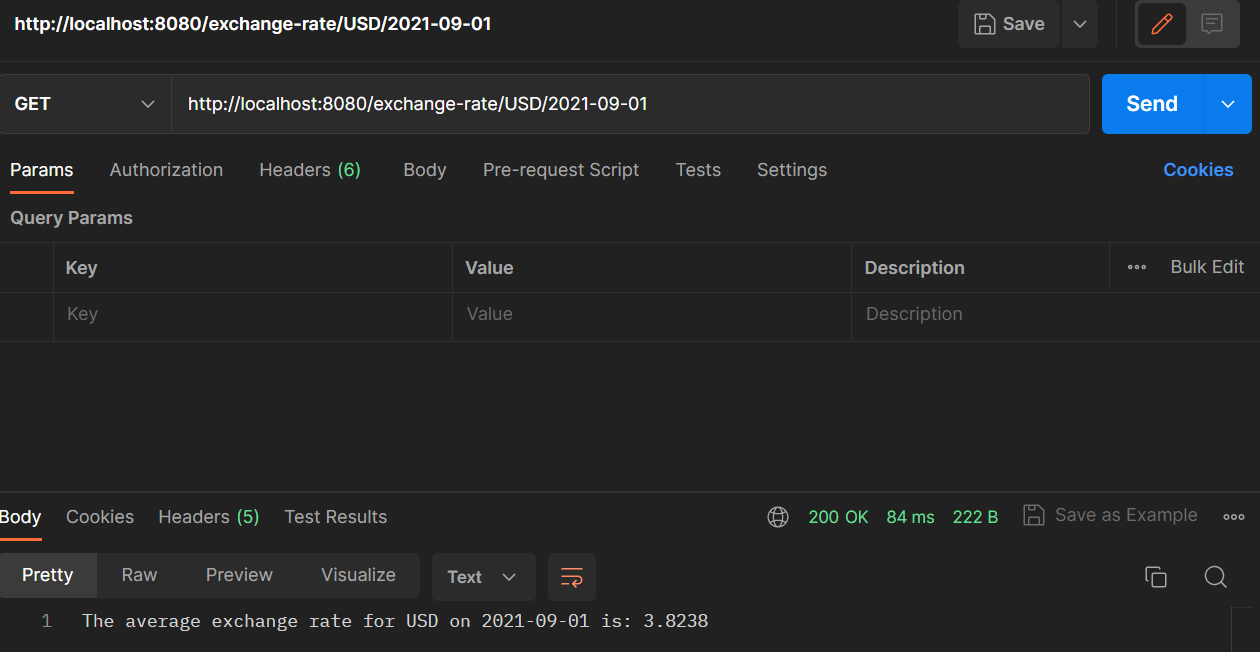 http://localhost:8080/exchange-rate/USD/2021-09-01 Save
GET http://localhost:8080/exchange-rate/USD/2021-09-01 Send
Params Authorization Headers (6) Body Pre-request Script Tests Settings Cookies
Query Params
Key Value Description Bulk Edit
Key Value Description
Body Cookies Headers (5) Test Results 200 OK 84 ms 222 B Save as Example
Pretty Raw Preview Visualize Text
1 The average exchange rate for USD on 2021-09-01 is: 3.8238